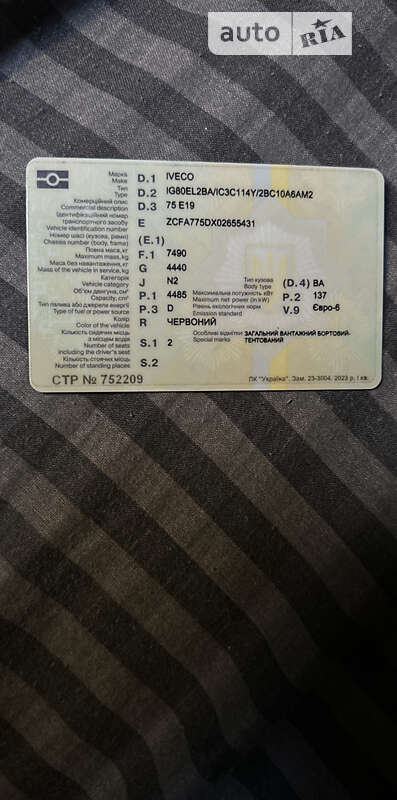 auto RIA
Марка D.1 IVECO
Make
Тип D.2 IG80EL2BA/IC3C114Y/2BC10A6AM2
Type
Комерційний опис D.3 75 E19
Commercial description
Ідентифікаційний номер
транспортного засобу E ZCFA775DX02655431
Vehicle identification number
Номер шасі (кузова, рами) (E.1)
Chassis number (body, frame)
Повна маса, кг F.1 7490
Maximum mass, kg
Маса без навантаження, кг G 4440
Mass of the vehicle in service, kg
Категорія J N2 Тип кузова (D.4) BA
Vehicle category Body type
Об'єм двигуна, см³ P.1 4485 Максимальна потужність кВт P.2 137
Capacity, cm³ Maximum net power (in kW)
Тип палива або джерело енергії P.3 D Рівень екологічних норм V.9 Євро-6
Type of fuel or power source Emission standard
Колір R ЧЕРВОНИЙ
Color of the vehicle
Кількість сидячих місць S.1 2 Особливі відмітки ЗАГАЛЬНИЙ ВАНТАЖНИЙ БОРТОВИЙ-
з місцем водія Special marks ТЕНТОВАНИЙ
Number of seats
including the driver's seat
Кількість стоячих місць S.2
Number of standing places
СТР № 752209 ПК "Україна". Зам. 23-3004. 2023 р. І кв.